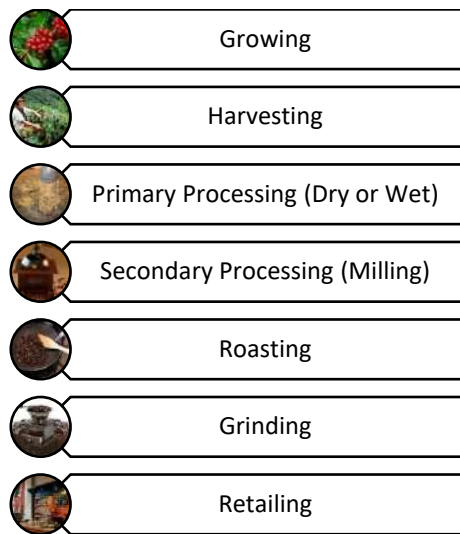 Growing
Harvesting
Primary Processing (Dry or Wet)
Secondary Processing (Milling)
Roasting
Grinding
Retailing